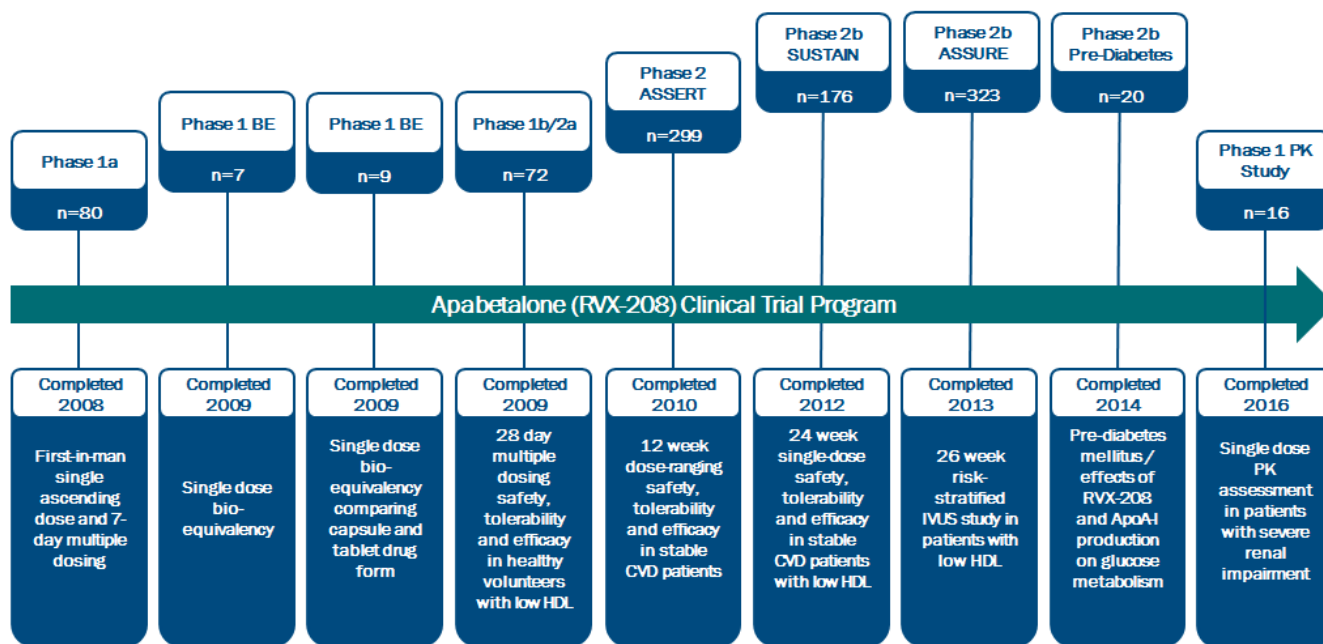 Phase 1a
n=80
Phase 1 BE
n=7
Phase 1 BE
n=9
Phase 1b/2a
n=72
Phase 2
ASSERT
n=299
Phase 2b
SUSTAIN
n=176
Phase 2b
ASSURE
n=323
Phase 2b
Pre-Diabetes
n=20
Phase 1 PK
Study
n=16
Apabetalone (RVX-208) Clinical Trial Program
Completed
2008
First-in-man
single
ascending
dose and 7-
day multiple
dosing
Completed
2009
Single dose
bio-
equivalency
Completed
2009
Single dose
bio-
equivalency
comparing
capsule and
tablet drug
form
Completed
2009
28 day
multiple
dosing
safety,
tolerability
and efficacy
in healthy
volunteers
with low HDL
Completed
2010
12 week
dose-ranging
safety,
tolerability
and efficacy
in stable
CVD patients
Completed
2012
24 week
single-dose
safety,
tolerability
and efficacy
in stable
CVD patients
with low HDL
Completed
2013
26 week
risk-
stratified
IVUS study in
patients with
low HDL
Completed
2014
Pre-diabetes
mellitus /
effects of
RVX-208
and ApoA-I
production
on glucose
metabolism
Completed
2016
Single dose
PK
assessment
in patients
with severe
renal
impairment